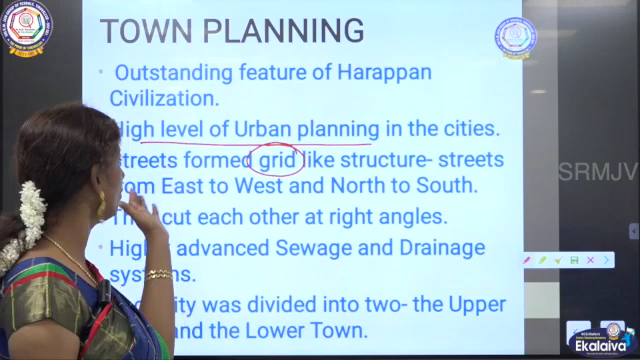 TOWN PLANNING
• Outstanding feature of Harappan
Civilization.
High level of Urban planning in the cities.
streets formed grid like structure- streets
from East to West and North to South.
They cut each other at right angles.
• Highly advanced Sewage and Drainage
systems.
city was divided into two- the Upper
and the Lower Town.
SRMJV
Ekalaiva